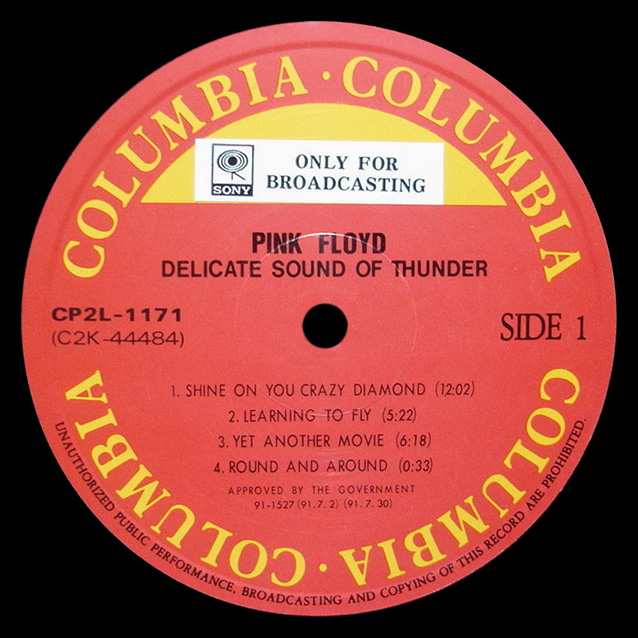 COLUMBIA · COLUMBIA
SONY
ONLY FOR
BROADCASTING
PINK FLOYD
DELICATE SOUND OF THUNDER
CP2L-1171
(C2K-44484)
SIDE 1
1. SHINE ON YOU CRAZY DIAMOND (12:02)
2. LEARNING TO FLY (5:22)
3. YET ANOTHER MOVIE (6:18)
4. ROUND AND AROUND (0:33)
APPROVED BY THE GOVERNMENT
91-1527 (91.7.2) (91.7.30)
COLUMBIA · COLUMBIA
UNAUTHORIZED PUBLIC PERFORMANCE, BROADCASTING AND COPYING OF THIS RECORD ARE PROHIBITED.